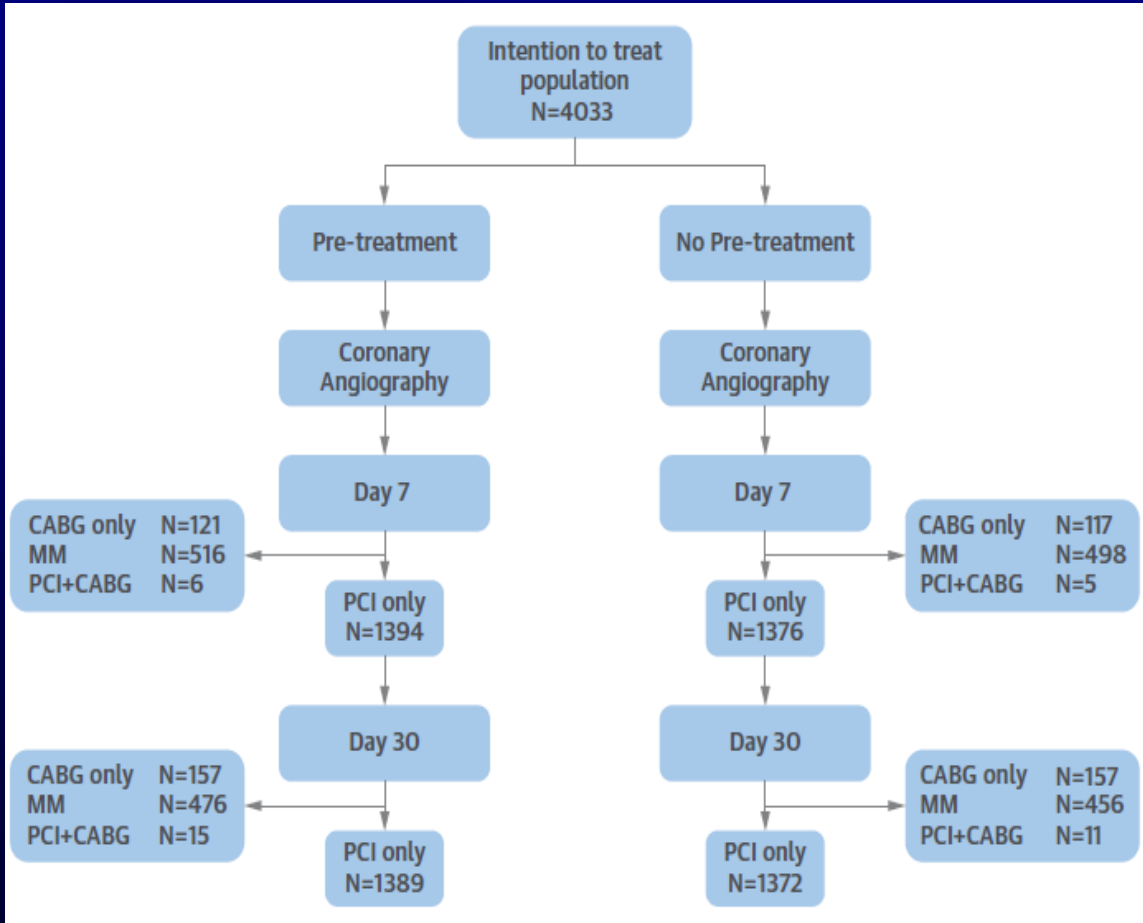 Intention to treat
population
N=4033
Pre-treatment
No Pre-treatment
Coronary
Angiography
Coronary
Angiography
Day 7
Day 7
CABG only N=121
MM N=516
PCI+CABG N=6
CABG only N=117
MM N=498
PCI+CABG N=5
PCI only
N=1394
PCI only
N=1376
Day 30
Day 30
CABG only N=157
MM N=476
PCI+CABG N=15
CABG only N=157
MM N=456
PCI+CABG N=11
PCI only
N=1389
PCI only
N=1372